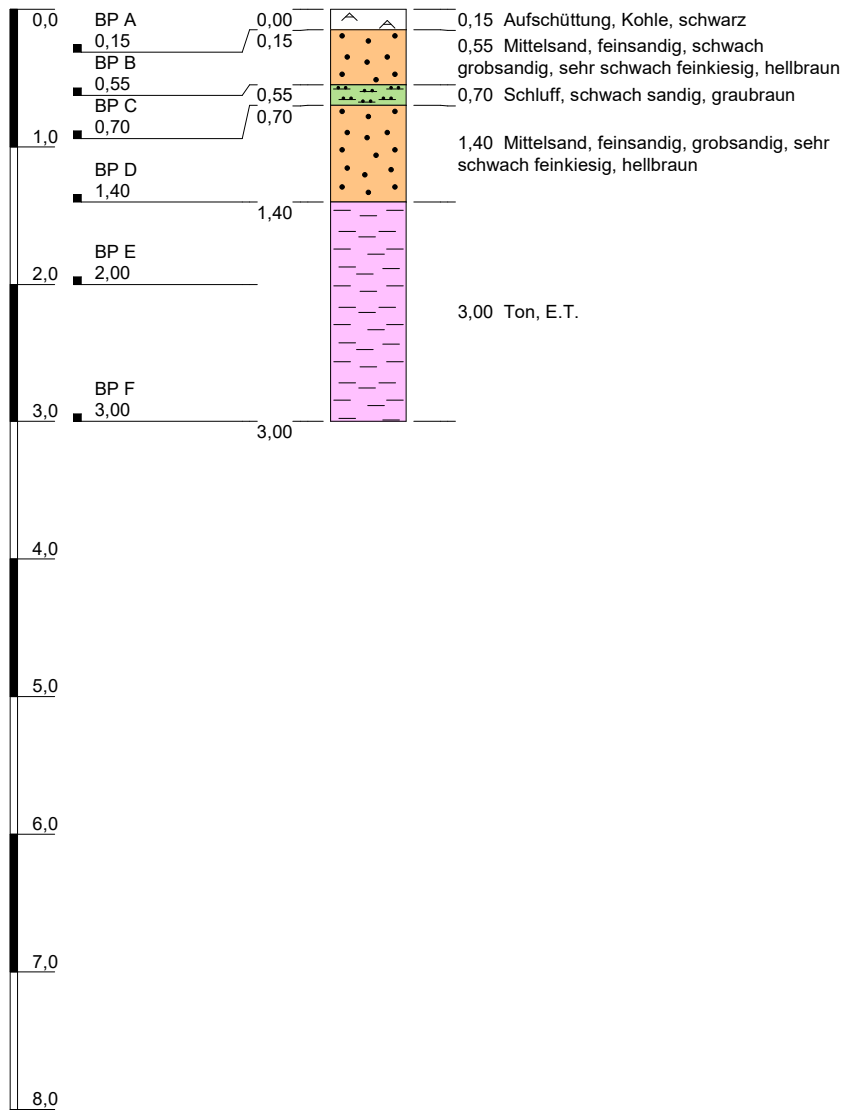 0,0
BP A
0,15
BP B
0,55
BP C
0,70
1,0
BP D
1,40
BP E
2,00
2,0
BP F
3,00
3,0
4,0
5,0
6,0
7,0
8,0
0,00
0,15
0,55
0,70
1,40
3,00
0,15 Aufschüttung, Kohle, schwarz
0,55 Mittelsand, feinsandig, schwach
grobsandig, sehr schwach feinkiesig, hellbraun
0,70 Schluff, schwach sandig, graubraun
1,40 Mittelsand, feinsandig, grobsandig, sehr
schwach feinkiesig, hellbraun
3,00 Ton, E.T.